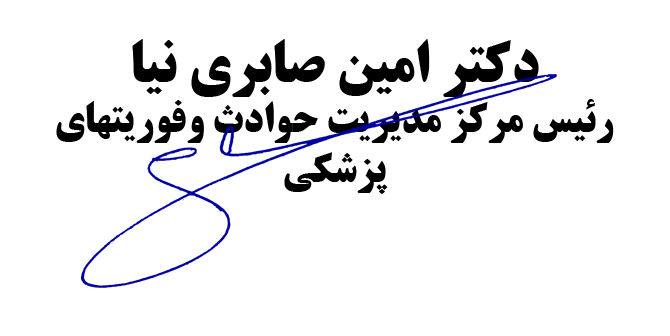 دکتر امین صابری نیا
رئیس مرکز مدیریت حوادث وفوریتهای
پزشکی